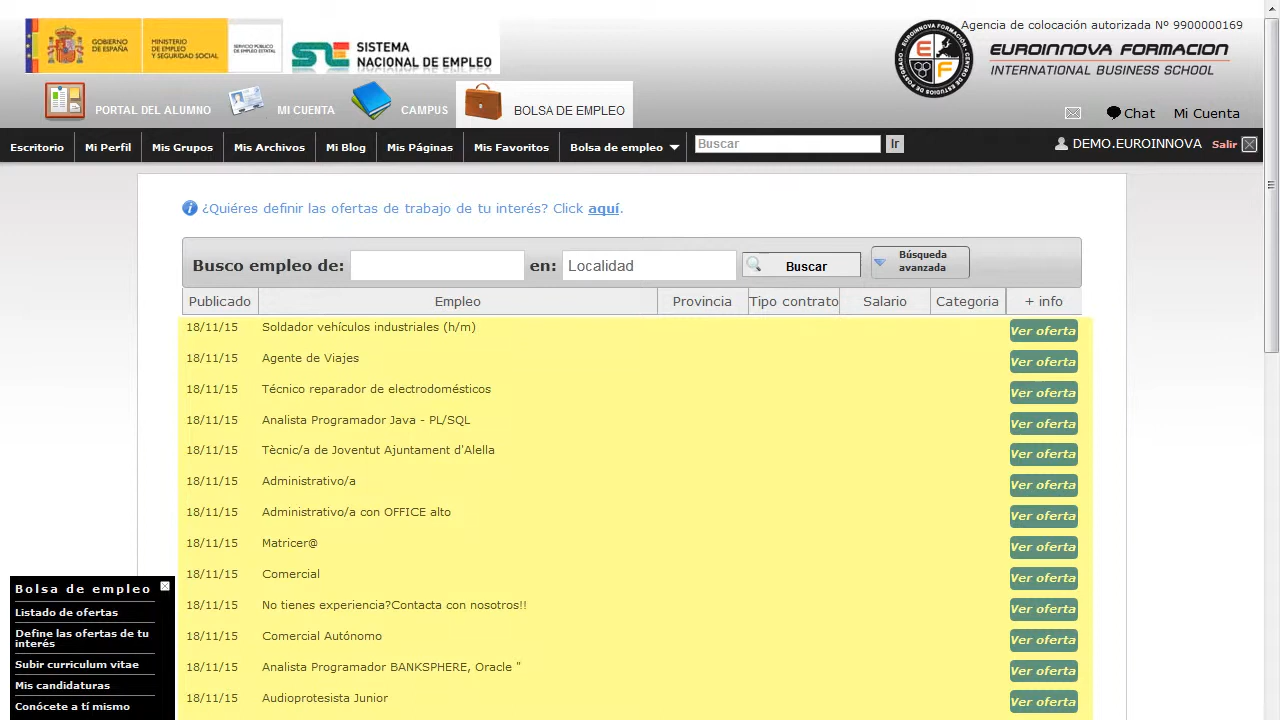 GOBIERNO DE ESPAÑA
MINISTERIO DE EMPLEO Y SEGURIDAD SOCIAL
SERVICIO PÚBLICO DE EMPLEO ESTATAL
SISTEMA NACIONAL DE EMPLEO
Agencia de colocación autorizada Nº 9900000169
EUROINNOVA FORMACION
INTERNATIONAL BUSINESS SCHOOL
PORTAL DEL ALUMNO
MI CUENTA
CAMPUS
BOLSA DE EMPLEO
Chat
Mi Cuenta
Escritorio
Mi Perfil
Mis Grupos
Mis Archivos
Mi Blog
Mis Páginas
Mis Favoritos
Bolsa de empleo
Buscar
Ir
DEMO.EUROINNOVA
Salir
¿Quiéres definir las ofertas de trabajo de tu interés? Click aquí.
Busco empleo de:
en:
Localidad
Buscar
Búsqueda avanzada
Publicado Empleo Provincia Tipo contrato Salario Categoria + info
18/11/15 Soldador vehículos industriales (h/m) Ver oferta
18/11/15 Agente de Viajes Ver oferta
18/11/15 Técnico reparador de electrodomésticos Ver oferta
18/11/15 Analista Programador Java - PL/SQL Ver oferta
18/11/15 Tècnic/a de Joventut Ajuntament d'Alella Ver oferta
18/11/15 Administrativo/a Ver oferta
18/11/15 Administrativo/a con OFFICE alto Ver oferta
18/11/15 Matricer@ Ver oferta
18/11/15 Comercial Ver oferta
18/11/15 No tienes experiencia?Contacta con nosotros!! Ver oferta
18/11/15 Comercial Autónomo Ver oferta
18/11/15 Analista Programador BANKSPHERE, Oracle " Ver oferta
18/11/15 Audioprotesista Junior Ver oferta
Bolsa de empleo
Listado de ofertas
Define las ofertas de tu
interés
Subir curriculum vitae
Mis candidaturas
Conócete a tí mismo